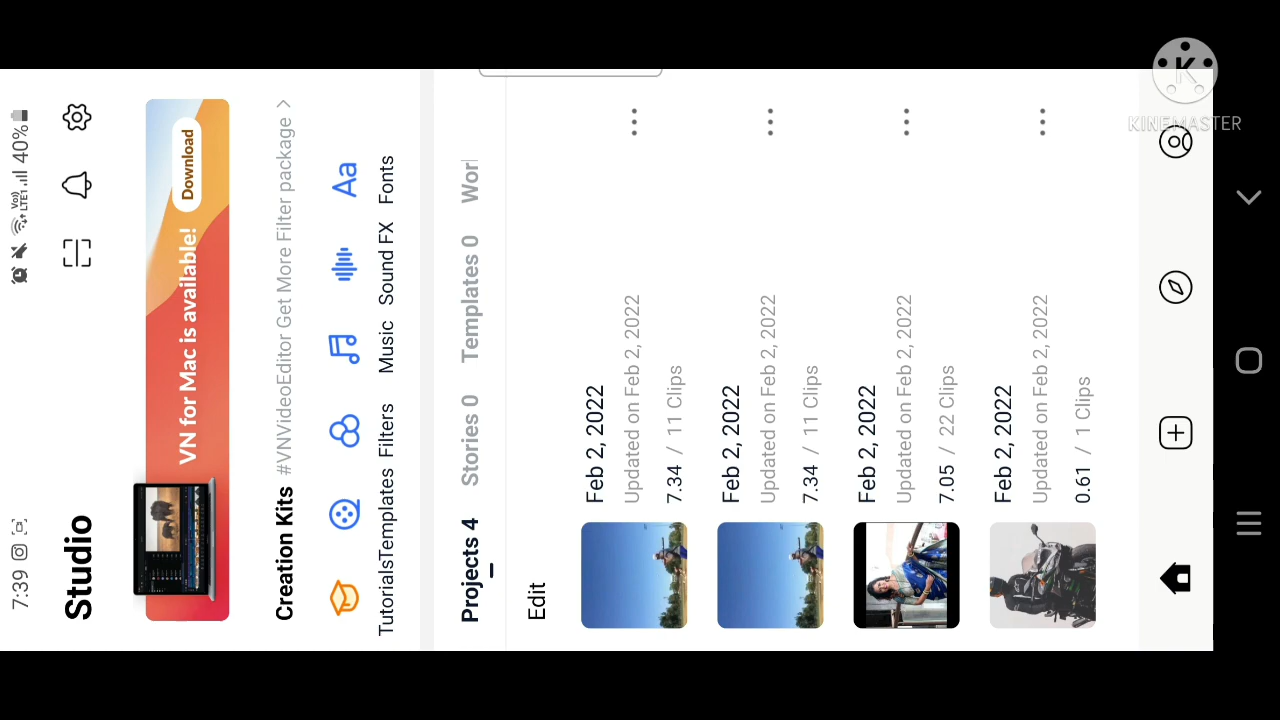 7:39
Vo)) LTE1 40%
Studio
VN for Mac is available!
Download
Creation Kits #VNVideoEditor Get More Filter package >
Tutorials Templates Filters Music Sound FX Fonts
Aa
Projects 4 Stories 0 Templates 0 Wor
Edit
Feb 2, 2022
Updated on Feb 2, 2022
7.34 / 11 Clips
Feb 2, 2022
Updated on Feb 2, 2022
7.34 / 11 Clips
Feb 2, 2022
Updated on Feb 2, 2022
7.05 / 22 Clips
Feb 2, 2022
Updated on Feb 2, 2022
0.61 / 1 Clips
K
KINEMASTER